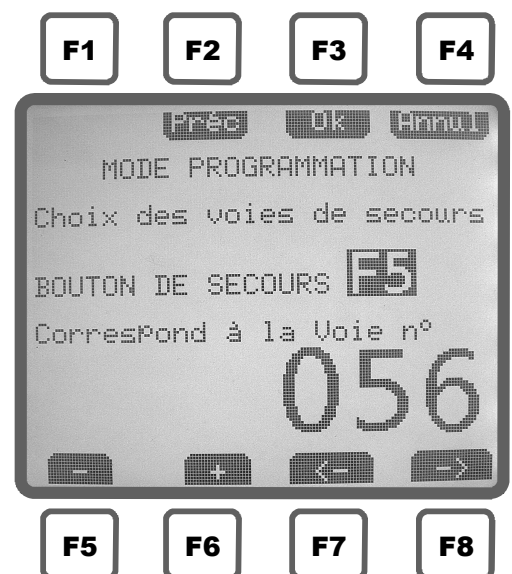 F1 F2 F3 F4
Préc Ok Annul
MODE PROGRAMMATION
Choix des voies de secours
BOUTON DE SECOURS F5
Correspond à la Voie nº
056
- + <- ->
F5 F6 F7 F8